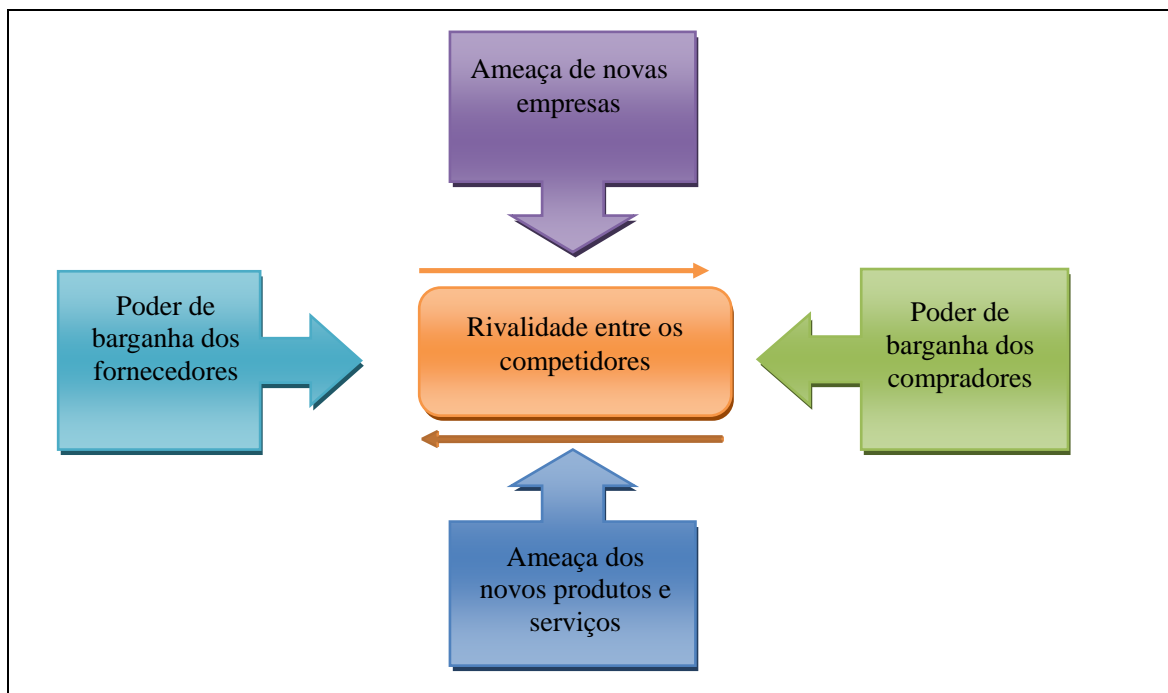 Ameaça de novas
empresas
Poder de
barganha dos
fornecedores
Rivalidade entre os
competidores
Poder de
barganha dos
compradores
Ameaça dos
novos produtos e
serviços